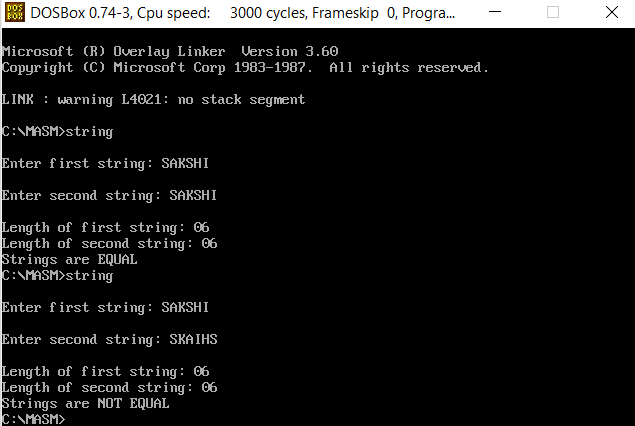 DOS BOX DOSBox 0.74-3, Cpu speed: 3000 cycles, Frameskip 0, Progra...
Microsoft (R) Overlay Linker Version 3.60
Copyright (C) Microsoft Corp 1983-1987. All rights reserved.
LINK : warning L4021: no stack segment
C:\MASM>string
Enter first string: SAKSHI
Enter second string: SAKSHI
Length of first string: 06
Length of second string: 06
Strings are EQUAL
C:\MASM>string
Enter first string: SAKSHI
Enter second string: SKAIHS
Length of first string: 06
Length of second string: 06
Strings are NOT EQUAL
C:\MASM>